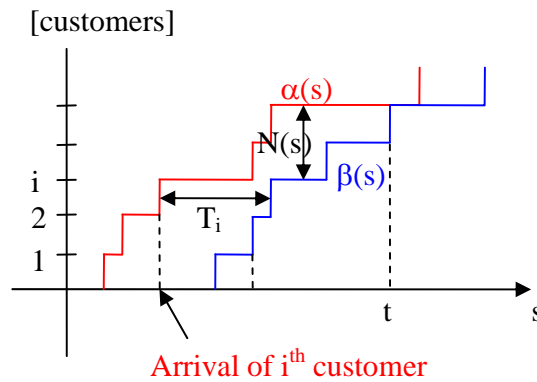 [customers]
α(s)
N(s)
i
β(s)
2
Tᵢ
1
t
s
Arrival of iᵗʰ customer